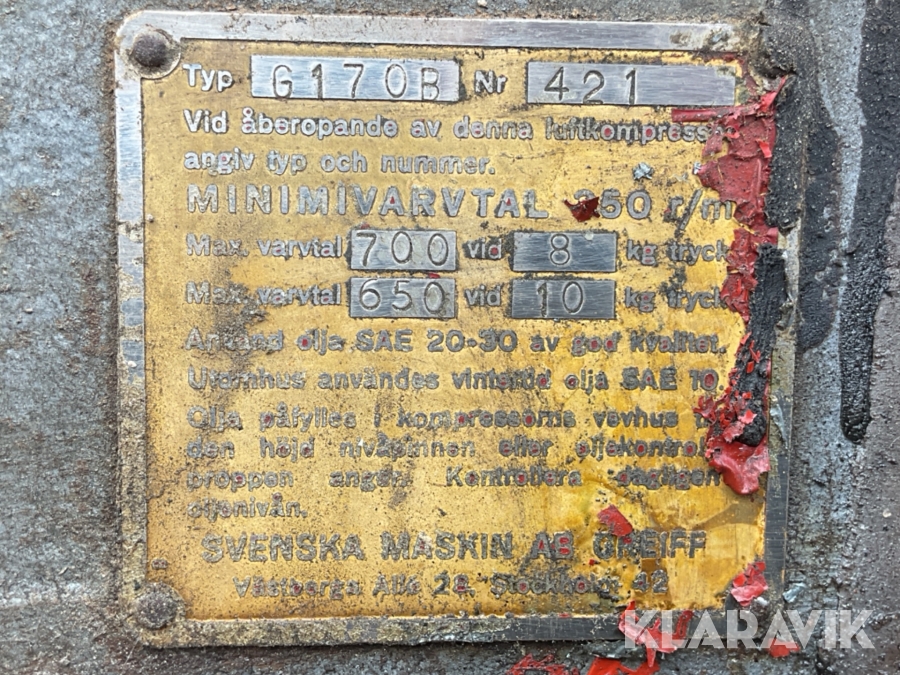 Typ G170B Nr 421
Vid åberopande av denna luftkompressor
angiv typ och nummer.
MINIMIVARVTAL 350 r/m
Max. varvtal 700 vid 8 kg tryck
Max. varvtal 650 vid 10 kg tryck
Använd olja SAE 20-30 av god kvalitet.
Utomhus användes vintertid olja SAE 10.
Olja påfylles i kompressorns vevhus
den höjd nivåpinnen eller oljekontroll
proppen anger. Kontrollera dagligen
oljenivån.
SVENSKA MASKIN AB GREIFF
Västberga Allé 28. Stockholm 42
KLARAVIK